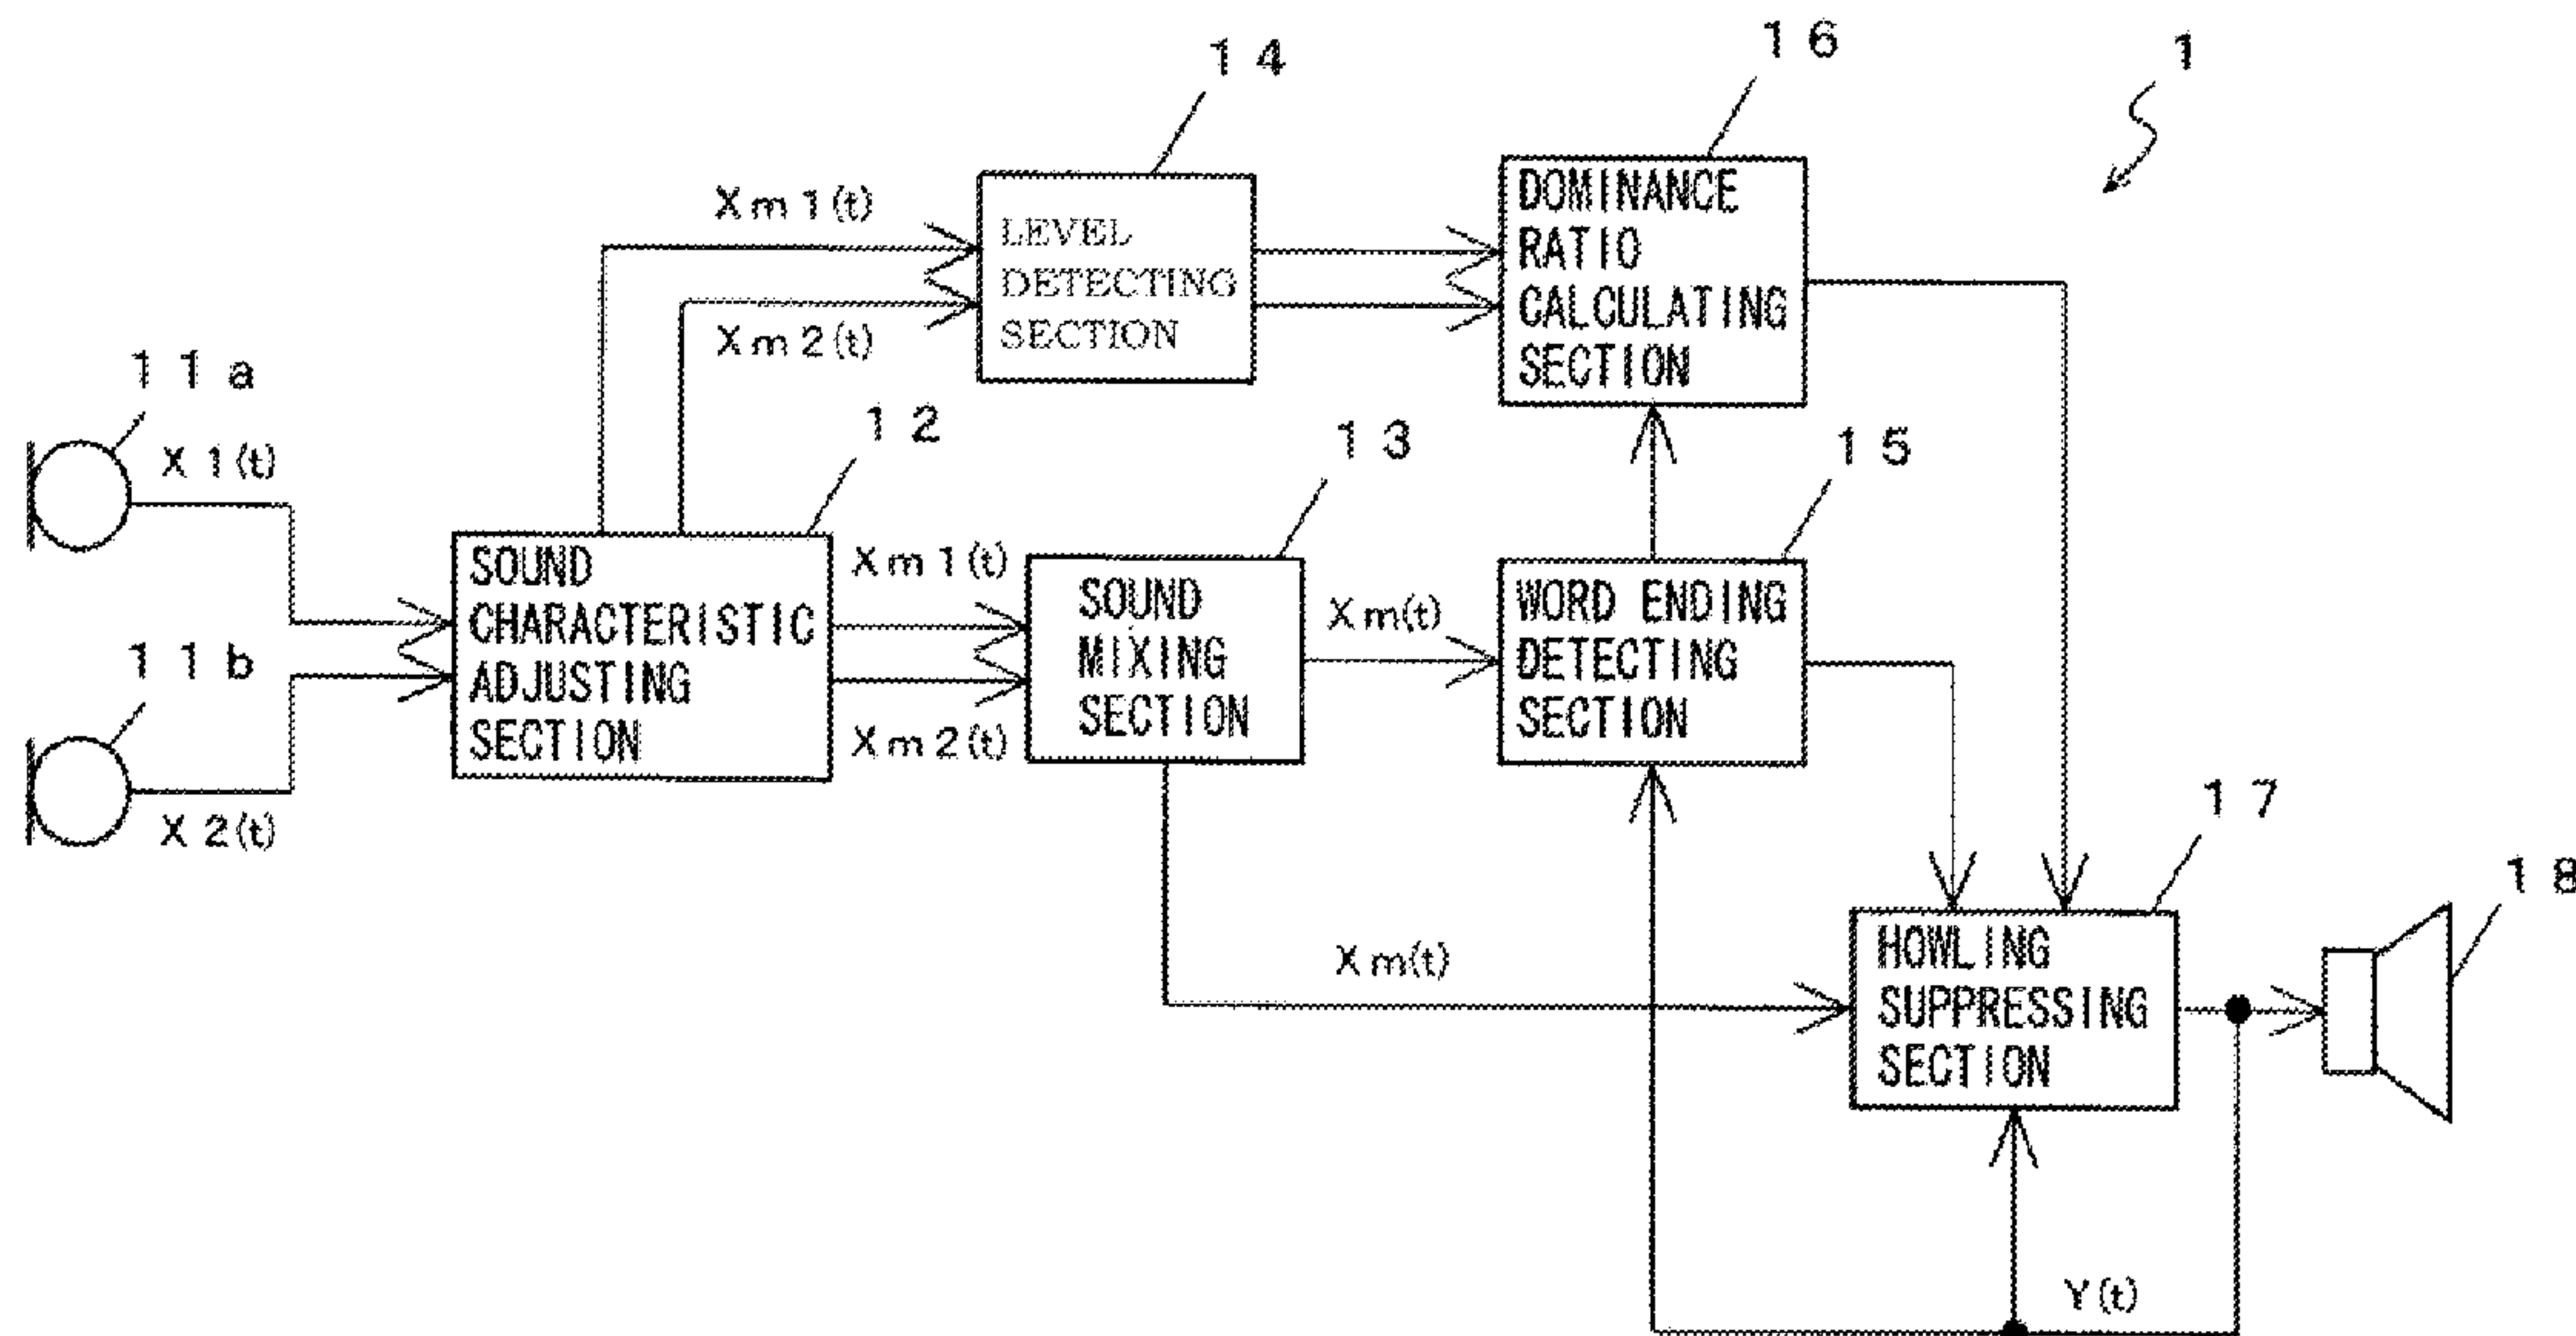 14
16
1
Xm1(t)
LEVEL
DETECTING
SECTION
Xm2(t)
DOMINANCE
RATIO
CALCULATING
SECTION
11a
X1(t)
12
13
15
11b
X2(t)
SOUND
CHARACTERISTIC
ADJUSTING
SECTION
Xm1(t)
Xm2(t)
SOUND
MIXING
SECTION
Xm(t)
WORD ENDING
DETECTING
SECTION
17
18
Xm(t)
HOWLING
SUPPRESSING
SECTION
Y(t)